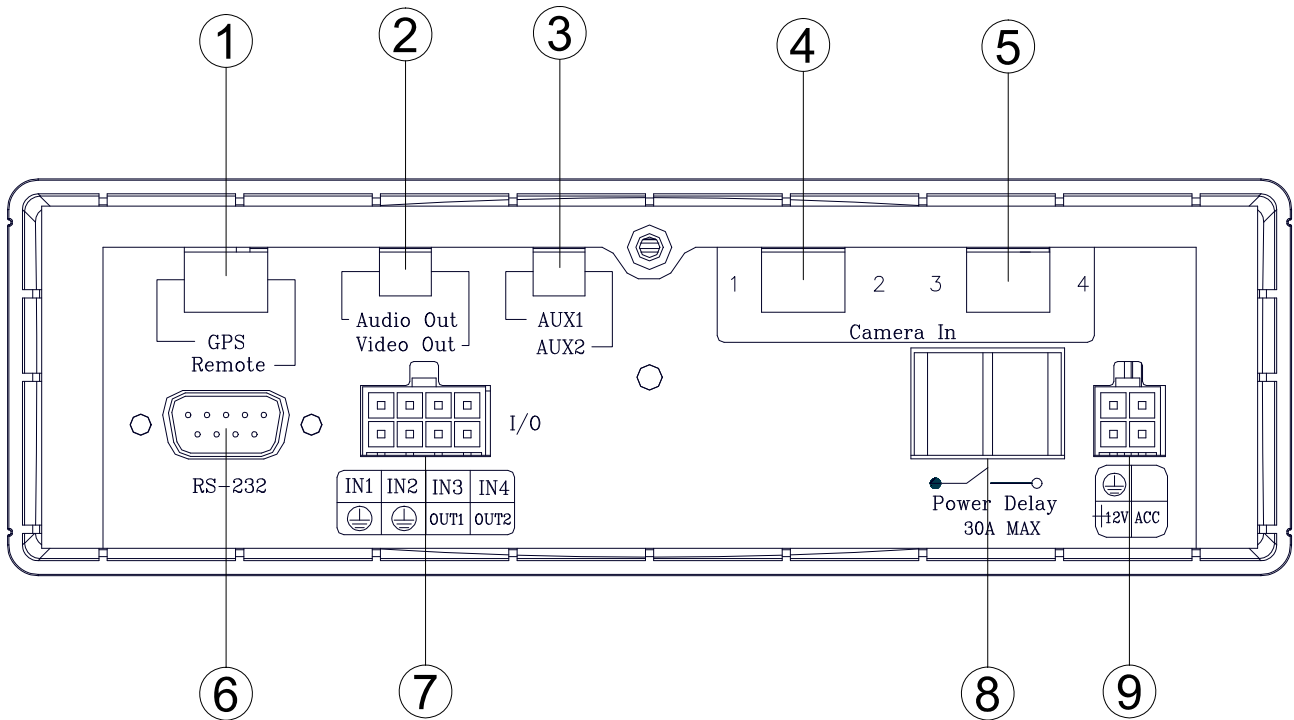 1
2
3
4
5
1
2
3
4
Camera In
GPS
Remote
Audio Out
Video Out
AUX1
AUX2
RS-232
I/O
IN1 IN2 IN3 IN4
OUT1 OUT2
Power Delay
30A MAX
+12V ACC
6
7
8
9